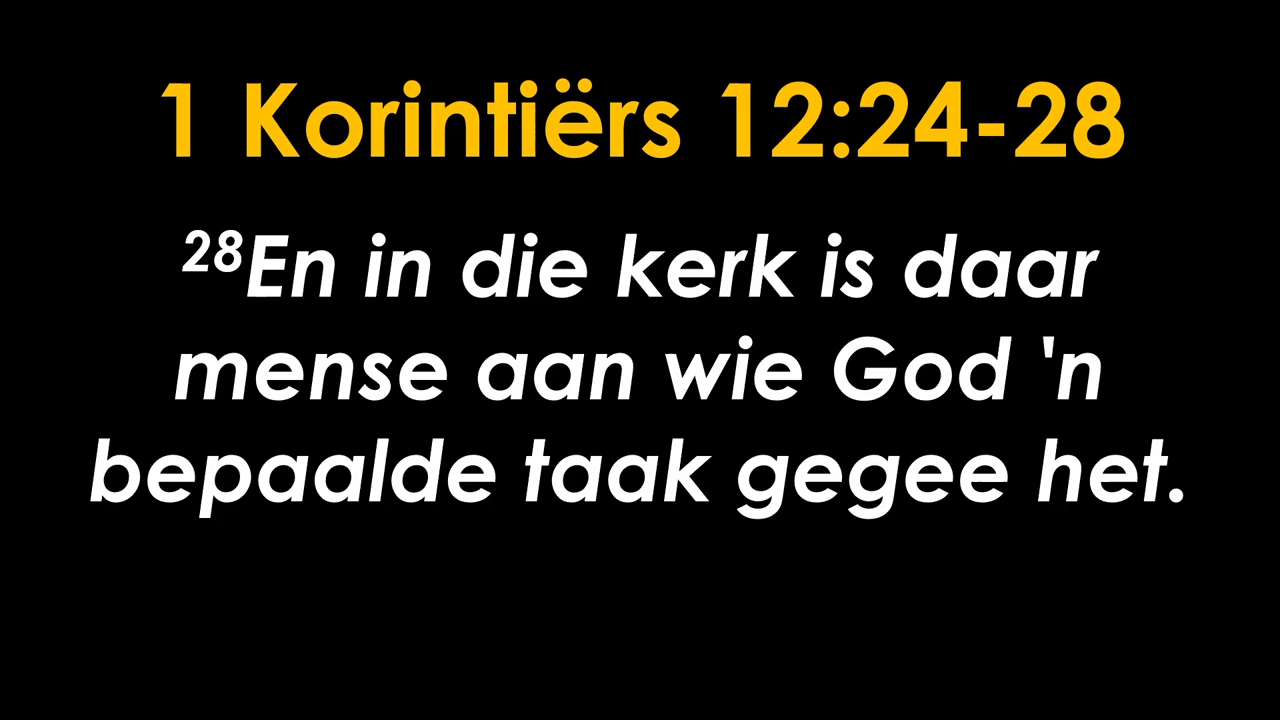 1 Korintiërs 12:24-28
28En in die kerk is daar
mense aan wie God 'n
bepaalde taak gegee het.